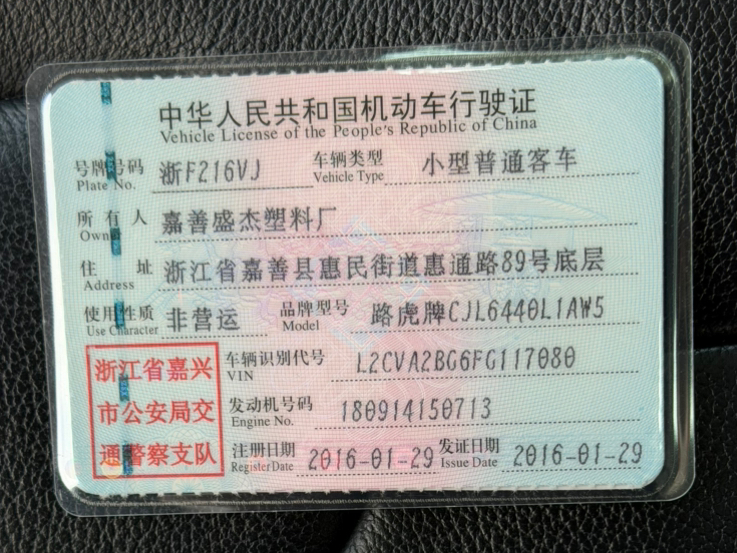 中华人民共和国机动车行驶证
Vehicle License of the People's Republic of China
号牌号码 浙F216VJ 车辆类型 小型普通客车
Plate No. Vehicle Type
所有人 嘉善盛杰塑料厂
Owner
住址 浙江省嘉善县惠民街道惠通路89号底层
Address
使用性质 非营运 品牌型号 路虎牌CJL6440L1AW5
Use Character Model
浙江省嘉兴
市公安局交
通警察支队
车辆识别代号 L2CVA2BG6FG117080
VIN
发动机号码 180914150713
Engine No.
注册日期 2016-01-29 发证日期 2016-01-29
Register Date Issue Date